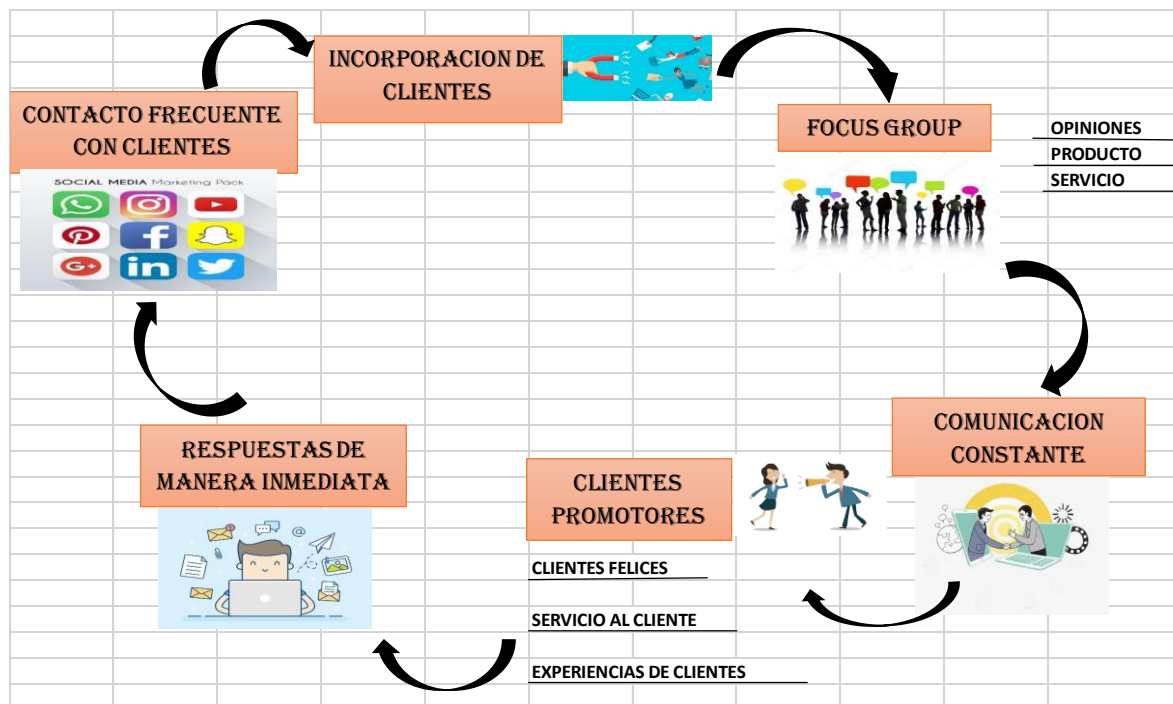 INCORPORACION DE
CLIENTES
CONTACTO FRECUENTE
CON CLIENTES
SOCIAL MEDIA Marketing Pack
G+
in
FOCUS GROUP
OPINIONES
PRODUCTO
SERVICIO
COMUNICACION
CONSTANTE
CLIENTES
PROMOTORES
CLIENTES FELICES
SERVICIO AL CLIENTE
EXPERIENCIAS DE CLIENTES
RESPUESTAS DE
MANERA INMEDIATA
@